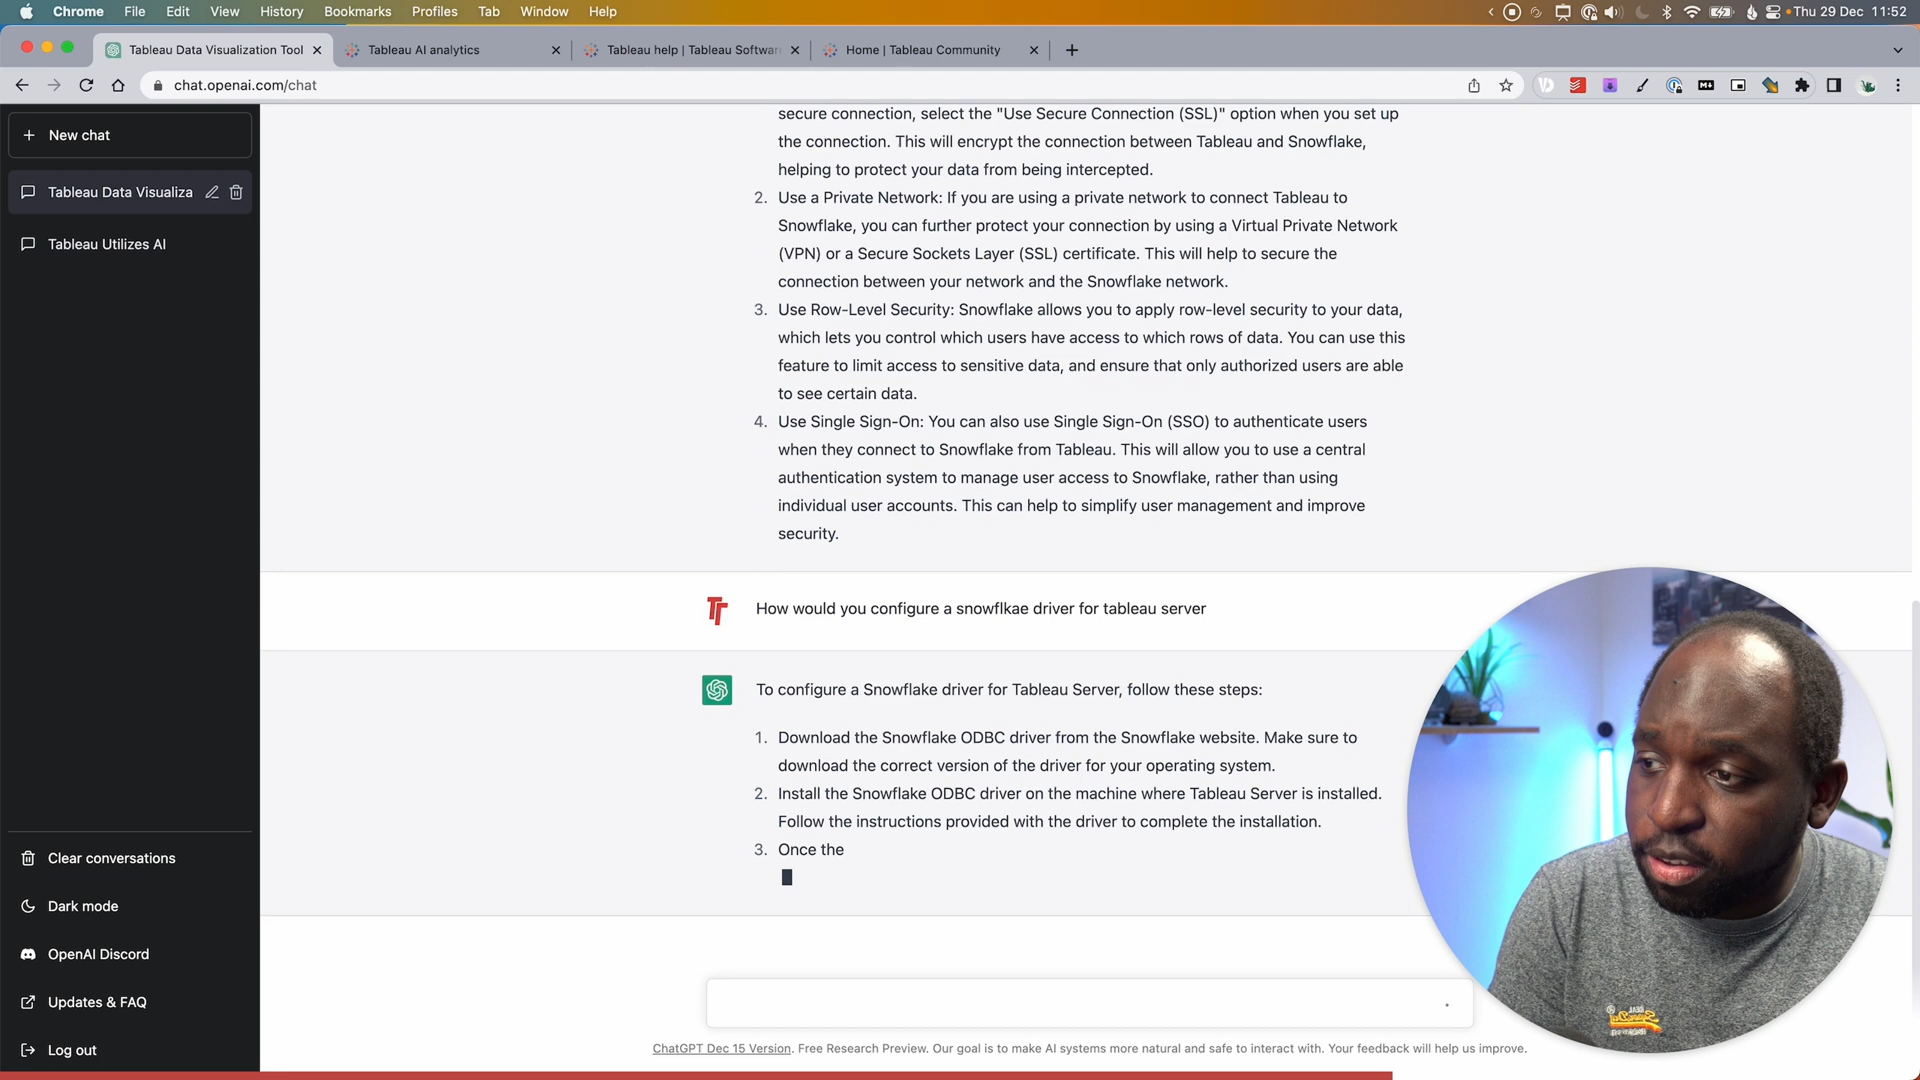 Chrome File Edit View History Bookmarks Profiles Tab Window Help Thu 29 Dec 11:52
Tableau Data Visualization Tool Tableau AI analytics Tableau help | Tableau Softwar Home | Tableau Community
chat.openai.com/chat
New chat
Tableau Data Visualiza
Tableau Utilizes AI
Clear conversations
Dark mode
OpenAI Discord
Updates & FAQ
Log out
secure connection, select the "Use Secure Connection (SSL)" option when you set up
the connection. This will encrypt the connection between Tableau and Snowflake,
helping to protect your data from being intercepted.
2. Use a Private Network: If you are using a private network to connect Tableau to
Snowflake, you can further protect your connection by using a Virtual Private Network
(VPN) or a Secure Sockets Layer (SSL) certificate. This will help to secure the
connection between your network and the Snowflake network.
3. Use Row-Level Security: Snowflake allows you to apply row-level security to your data,
which lets you control which users have access to which rows of data. You can use this
feature to limit access to sensitive data, and ensure that only authorized users are able
to see certain data.
4. Use Single Sign-On: You can also use Single Sign-On (SSO) to authenticate users
when they connect to Snowflake from Tableau. This will allow you to use a central
authentication system to manage user access to Snowflake, rather than using
individual user accounts. This can help to simplify user management and improve
security.
TT
How would you configure a snowflkae driver for tableau server
To configure a Snowflake driver for Tableau Server, follow these steps:
1. Download the Snowflake ODBC driver from the Snowflake website. Make sure to
download the correct version of the driver for your operating system.
2. Install the Snowflake ODBC driver on the machine where Tableau Server is installed.
Follow the instructions provided with the driver to complete the installation.
3. Once the
ChatGPT Dec 15 Version. Free Research Preview. Our goal is to make AI systems more natural and safe to interact with. Your feedback will help us improve.